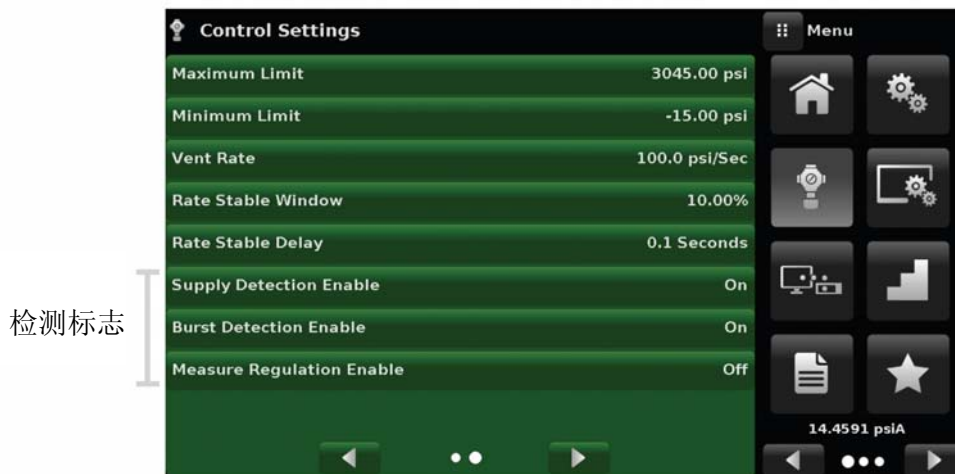 Control Settings
Menu
Maximum Limit 3045.00 psi
Minimum Limit -15.00 psi
Vent Rate 100.0 psi/Sec
Rate Stable Window 10.00%
Rate Stable Delay 0.1 Seconds
Supply Detection Enable On
Burst Detection Enable On
Measure Regulation Enable Off
检测标志
14.4591 psiA